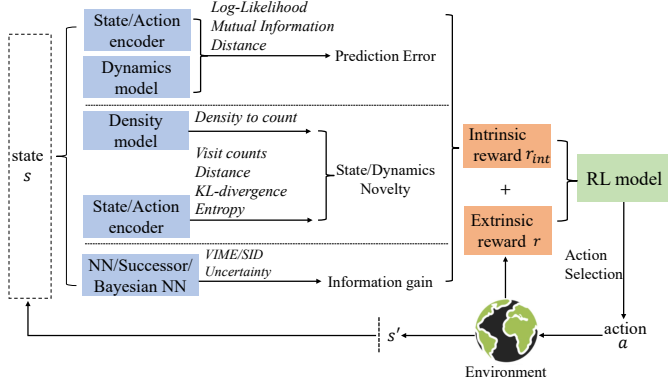 state
s
State/Action
encoder
Dynamics
model
Log-Likelihood
Mutual Information
Distance
Prediction Error
Density
model
Density to count
Visit counts
Distance
KL-divergence
Entropy
State/Action
encoder
State/Dynamics
Novelty
NN/Successor/
Bayesian NN
VIME/SID
Uncertainty
Information gain
Intrinsic
reward r_int
+
Extrinsic
reward r
RL model
Action
Selection
action
a
Environment
s′